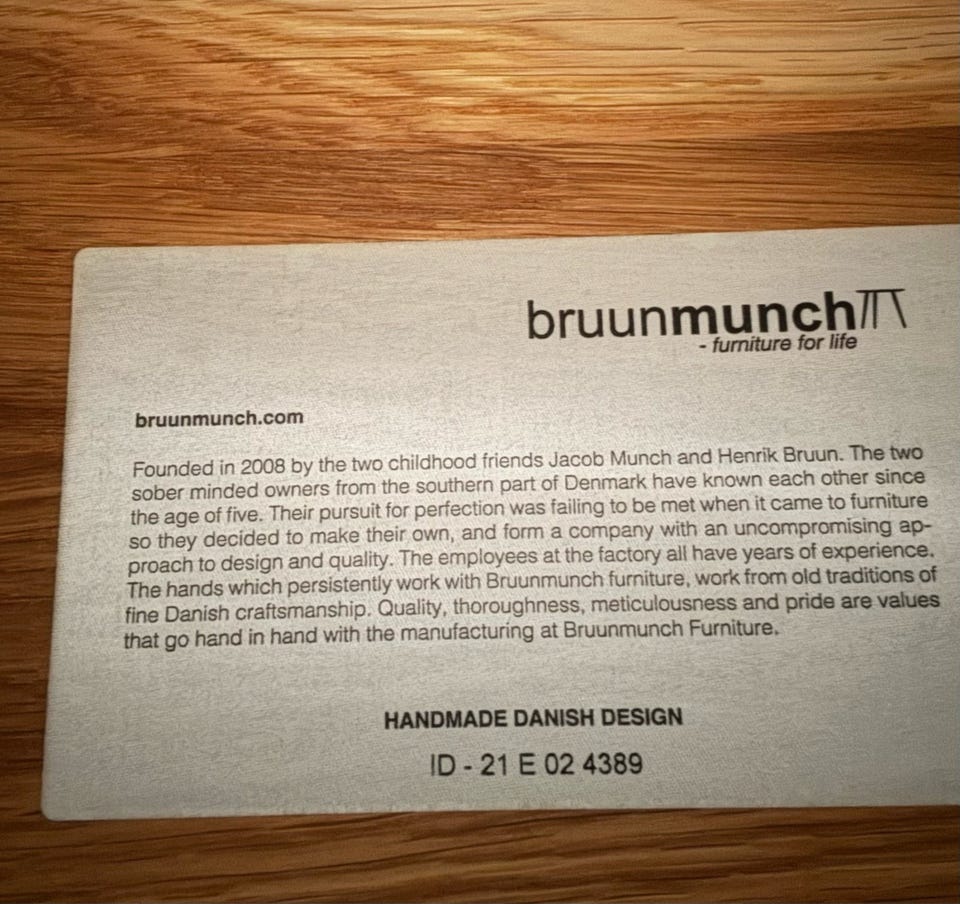 bruunmunch
- furniture for life
bruunmunch.com
Founded in 2008 by the two childhood friends Jacob Munch and Henrik Bruun. The two
sober minded owners from the southern part of Denmark have known each other since
the age of five. Their pursuit for perfection was failing to be met when it came to furniture
so they decided to make their own, and form a company with an uncompromising ap-
proach to design and quality. The employees at the factory all have years of experience.
The hands which persistently work with Bruunmunch furniture, work from old traditions of
fine Danish craftsmanship. Quality, thoroughness, meticulousness and pride are values
that go hand in hand with the manufacturing at Bruunmunch Furniture.
HANDMADE DANISH DESIGN
ID - 21 E 02 4389